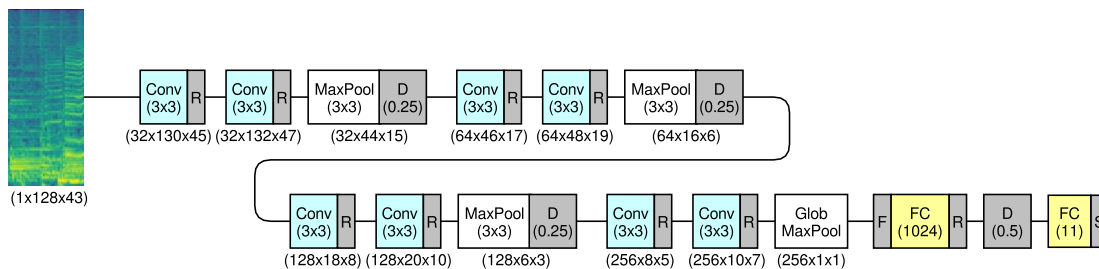 Conv
(3x3)
R
Conv
(3x3)
R
MaxPool
(3x3)
D
(0.25)
Conv
(3x3)
R
Conv
(3x3)
R
MaxPool
(3x3)
D
(0.25)
(32x130x45)
(32x132x47)
(32x44x15)
(64x46x17)
(64x48x19)
(64x16x6)
(1x128x43)
Conv
(3x3)
R
Conv
(3x3)
R
MaxPool
(3x3)
D
(0.25)
Conv
(3x3)
R
Conv
(3x3)
R
Glob
MaxPool
F
FC
(1024)
R
D
(0.5)
FC
(11)
(128x18x8)
(128x20x10)
(128x6x3)
(256x8x5)
(256x10x7)
(256x1x1)